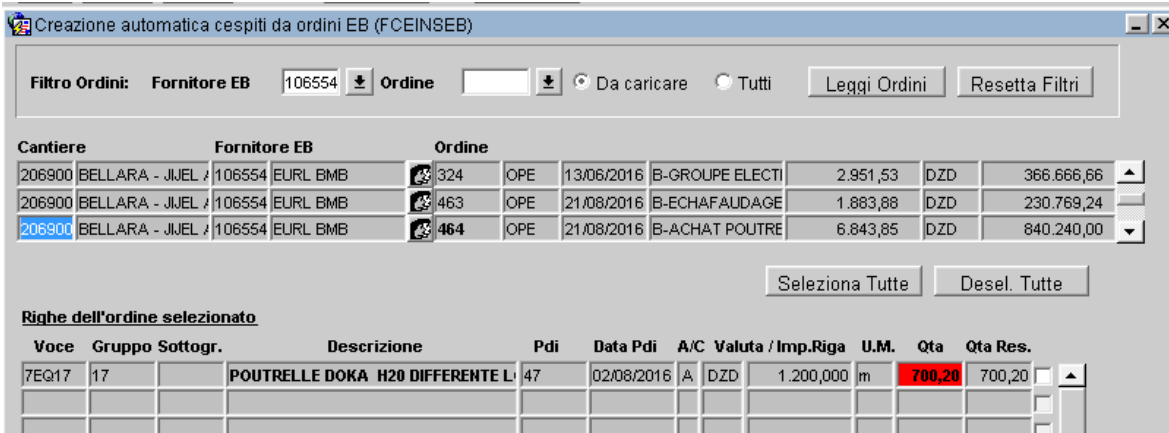 Creazione automatica cespiti da ordini EB (FCEINSEB)
Filtro Ordini: Fornitore EB 106554 Ordine Da caricare Tutti Leggi Ordini Resetta Filtri
Cantiere Fornitore EB Ordine
206900 BELLARA - JIJEL 106554 EURL BMB 324 OPE 13/06/2016 B-GROUPE ELECTI 2.951,53 DZD 366.666,66
206900 BELLARA - JIJEL 106554 EURL BMB 463 OPE 21/08/2016 B-ECHAFAUDAGE 1.883,88 DZD 230.769,24
206900 BELLARA - JIJEL 106554 EURL BMB 464 OPE 21/08/2016 B-ACHAT POUTRE 6.843,85 DZD 840.240,00
Seleziona Tutte Desel. Tutte
Righe dell'ordine selezionato
Voce Gruppo Sottogr. Descrizione Pdi Data Pdi A/C Valuta / Imp.Riga U.M. Qta Qta Res.
7EQ17 17 POUTRELLE DOKA H20 DIFFERENTE 47 02/08/2016 A DZD 1.200,000 m 700,20 700,20